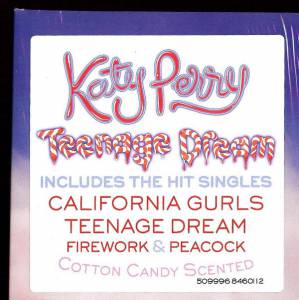 Katy Perry
Teenage Dream
INCLUDES THE HIT SINGLES
CALIFORNIA GURLS
TEENAGE DREAM
FIREWORK & PEACOCK
COTTON CANDY SCENTED
5099968460112